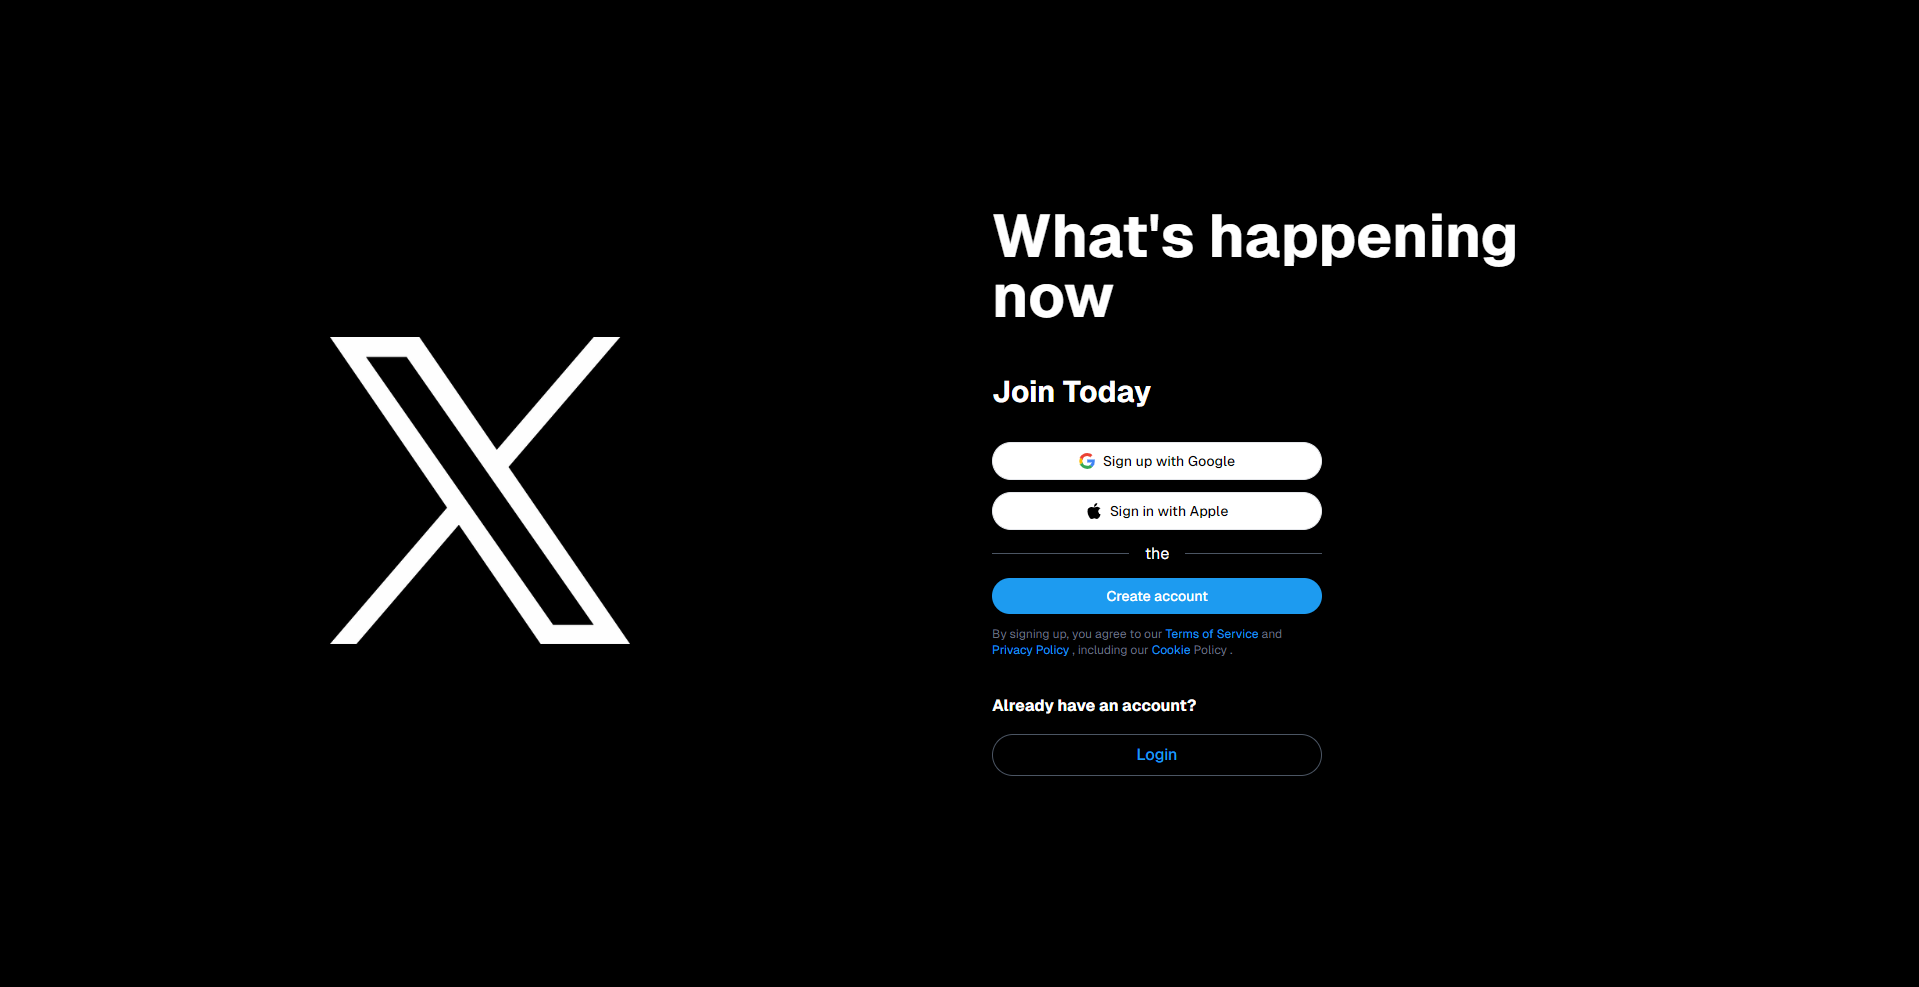 What's happening
now
Join Today
Sign up with Google
Sign in with Apple
the
Create account
By signing up, you agree to our Terms of Service and
Privacy Policy , including our Cookie Policy .
Already have an account?
Login